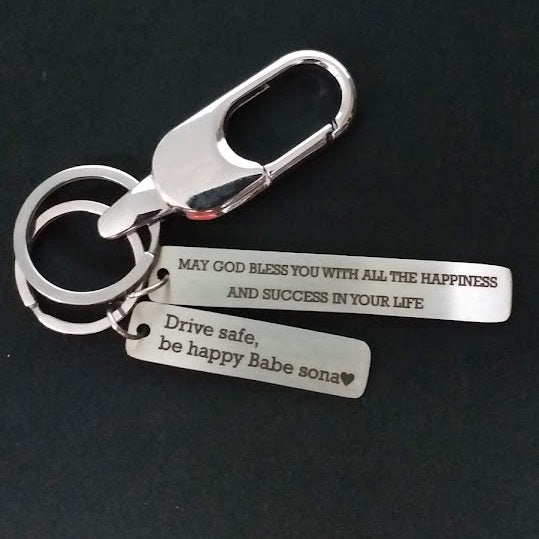 MAY GOD BLESS YOU WITH ALL THE HAPPINESS
AND SUCCESS IN YOUR LIFE
Drive safe,
be happy Babe sona♥